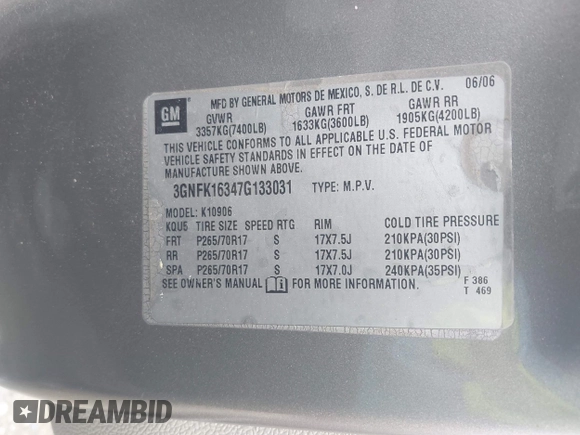 GM
MFD BY GENERAL MOTORS DE MEXICO, S. DE R.L. DE C.V. 06/06
GVWR GAWR FRT GAWR RR
3357KG(7400LB) 1633KG(3600LB) 1905KG(4200LB)
THIS VEHICLE CONFORMS TO ALL APPLICABLE U.S. FEDERAL MOTOR
VEHICLE SAFETY STANDARDS IN EFFECT ON THE DATE OF
MANUFACTURE SHOWN ABOVE.
3GNFK16347G133031 TYPE: M.P.V.
MODEL: K10906
KQU5 TIRE SIZE SPEED RTG RIM COLD TIRE PRESSURE
FRT P265/70R17 S 17X7.5J 210KPA(30PSI)
RR P265/70R17 S 17X7.5J 210KPA(30PSI)
SPA P265/70R17 S 17X7.0J 240KPA(35PSI)
SEE OWNER'S MANUAL FOR MORE INFORMATION.
F 386
T 469
DREAMBID